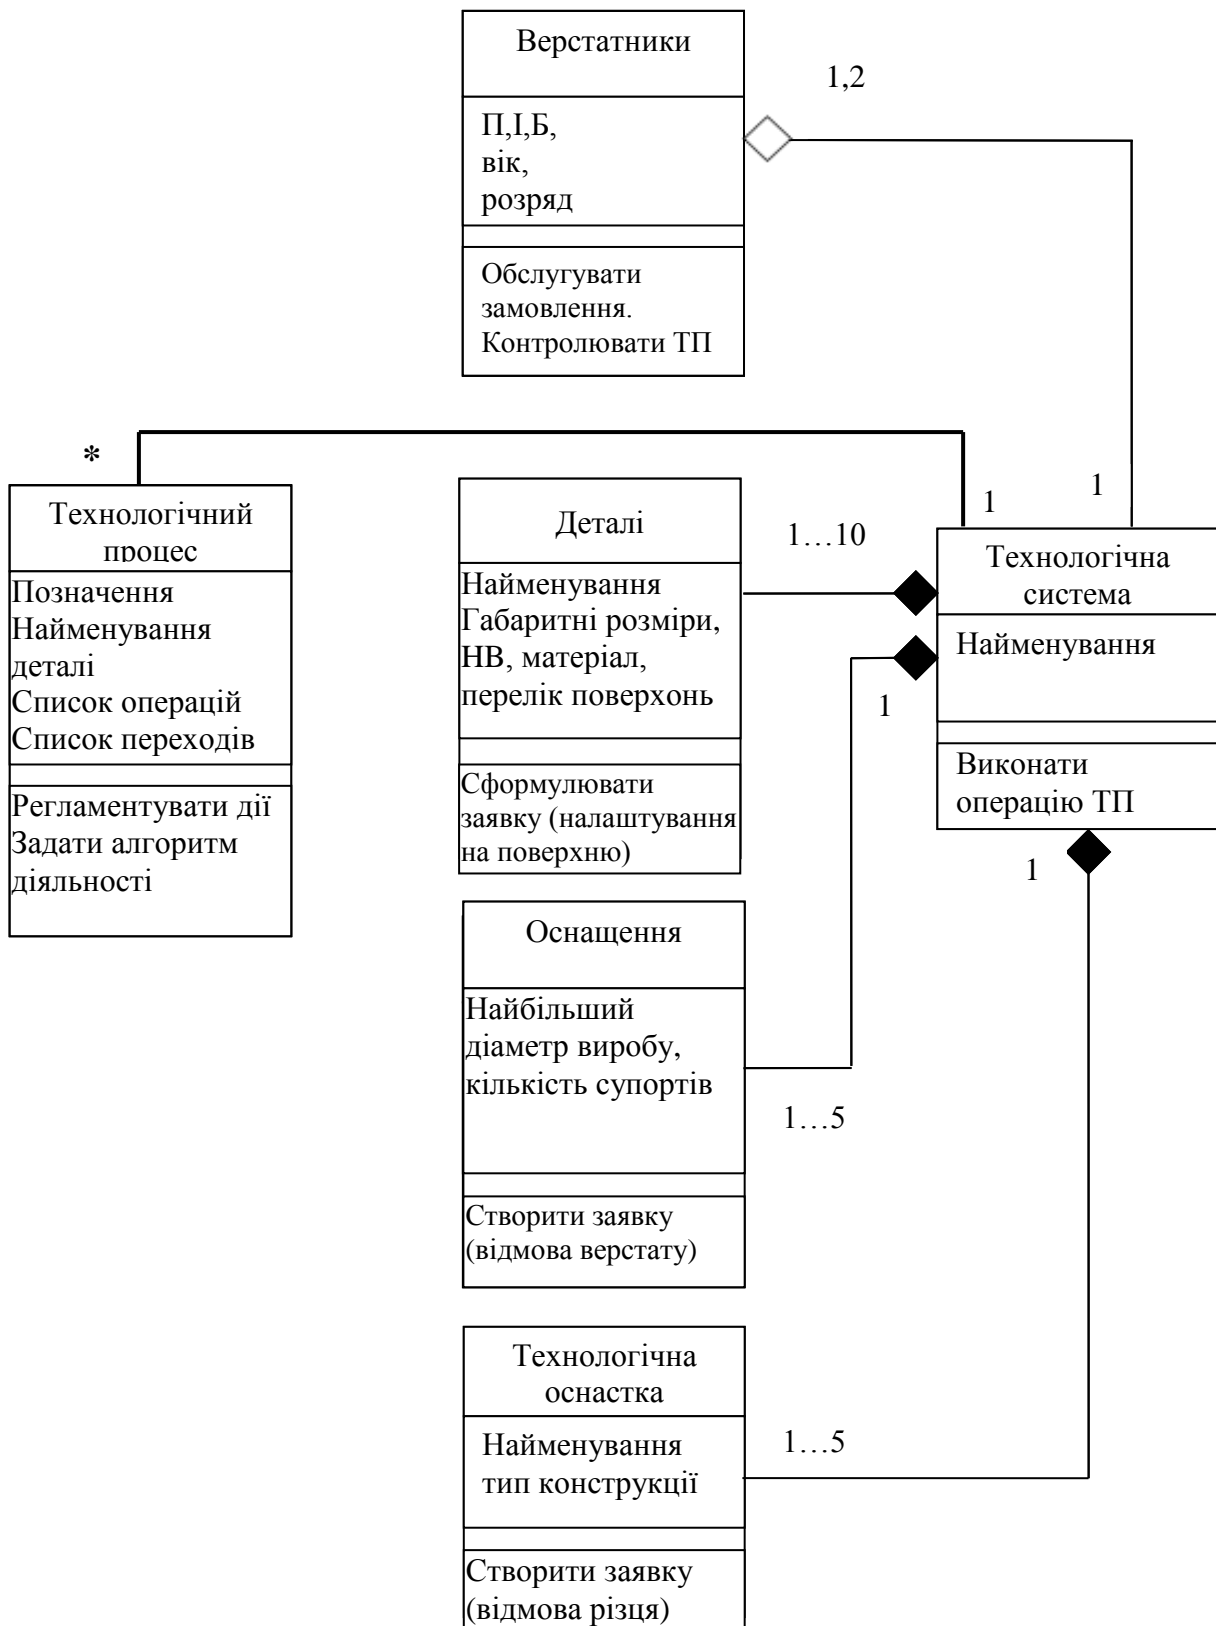 Верстатники
1,2
П,І,Б,
вік,
розряд
Обслугувати
замовлення.
Контролювати ТП
*
1
1
Технологічний
процес
Позначення
Найменування
деталі
Список операцій
Список переходів
Регламентувати дії
Задати алгоритм
діяльності
Деталі
Найменування
Габаритні розміри,
НВ, матеріал,
перелік поверхонь
Сформулювати
заявку (налаштування
на поверхню)
1…10
1
Технологічна
система
Найменування
Виконати
операцію ТП
1
Оснащення
Найбільший
діаметр виробу,
кількість супортів
Створити заявку
(відмова верстату)
1…5
Технологічна
оснастка
Найменування
тип конструкції
Створити заявку
(відмова різця)
1…5